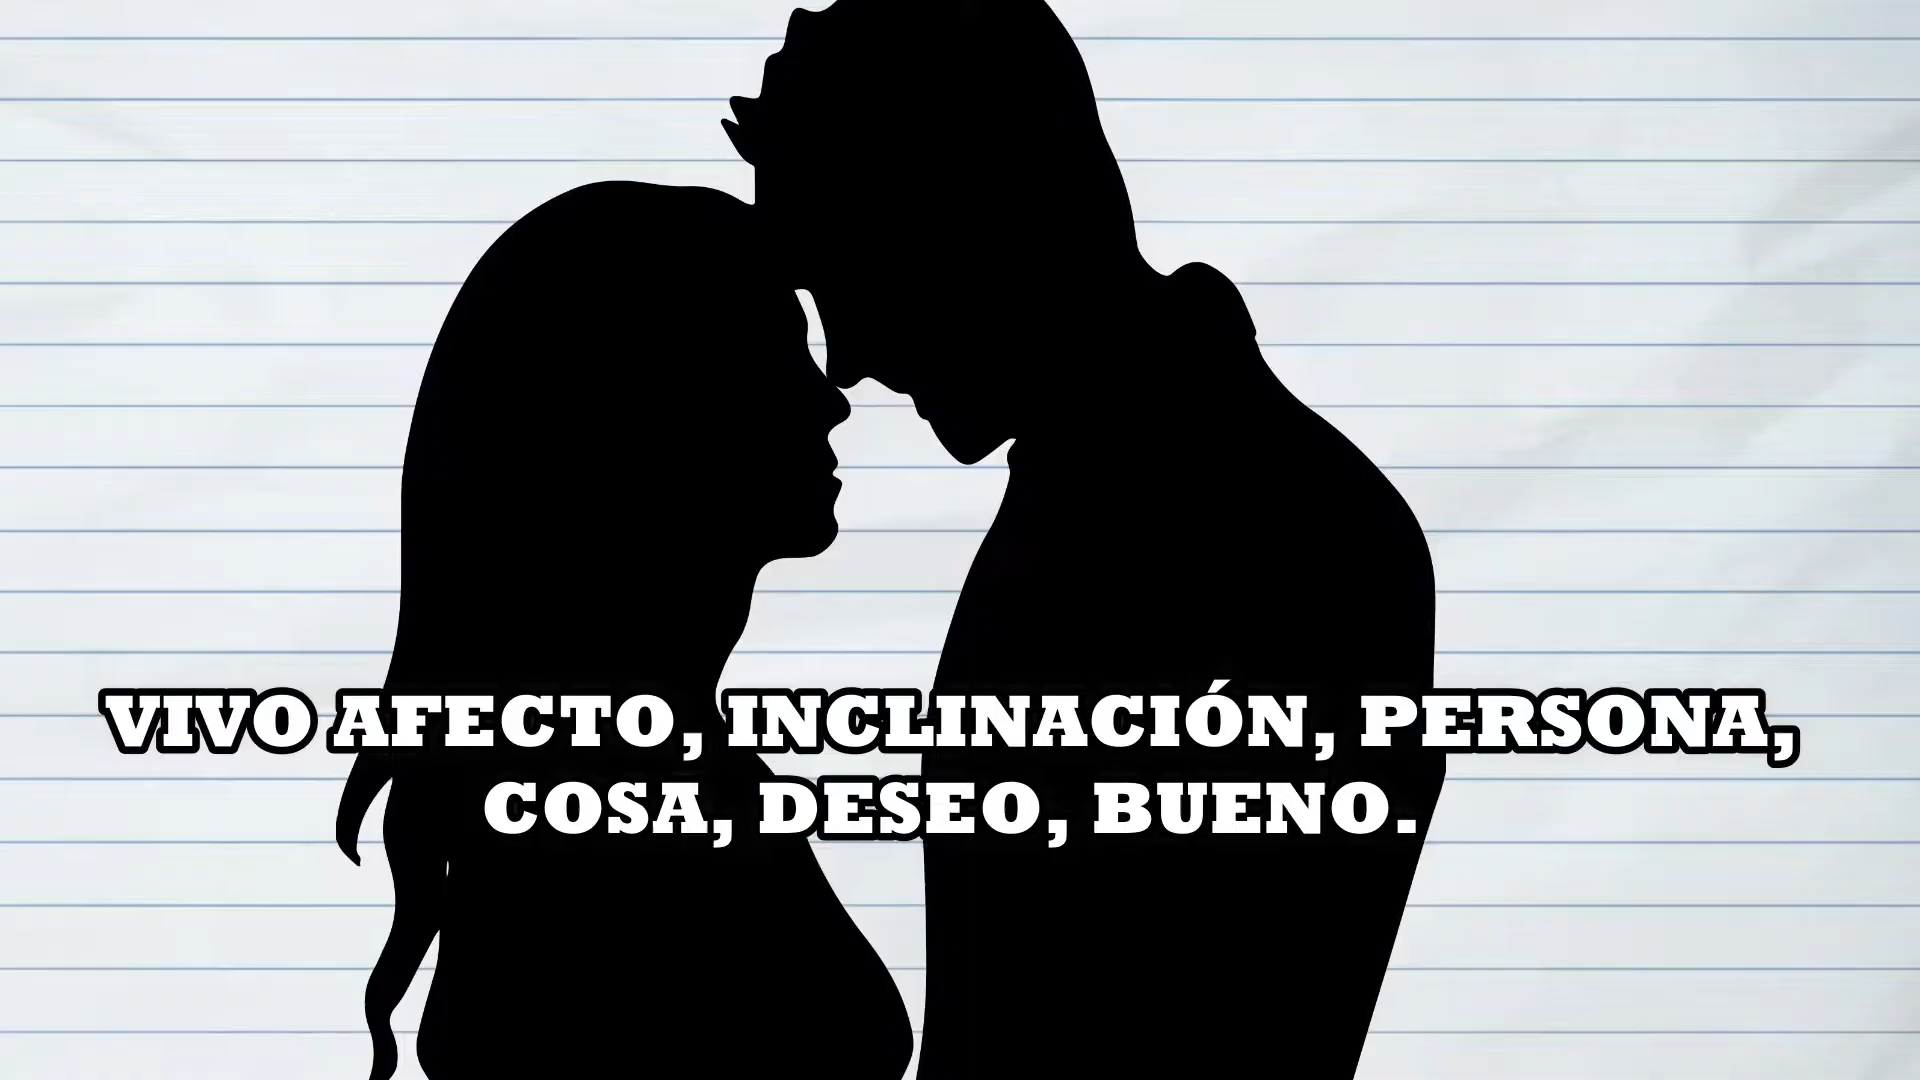 VIVO AFECTO, INCLINACIÓN, PERSONA,
COSA, DESEO, BUENO.